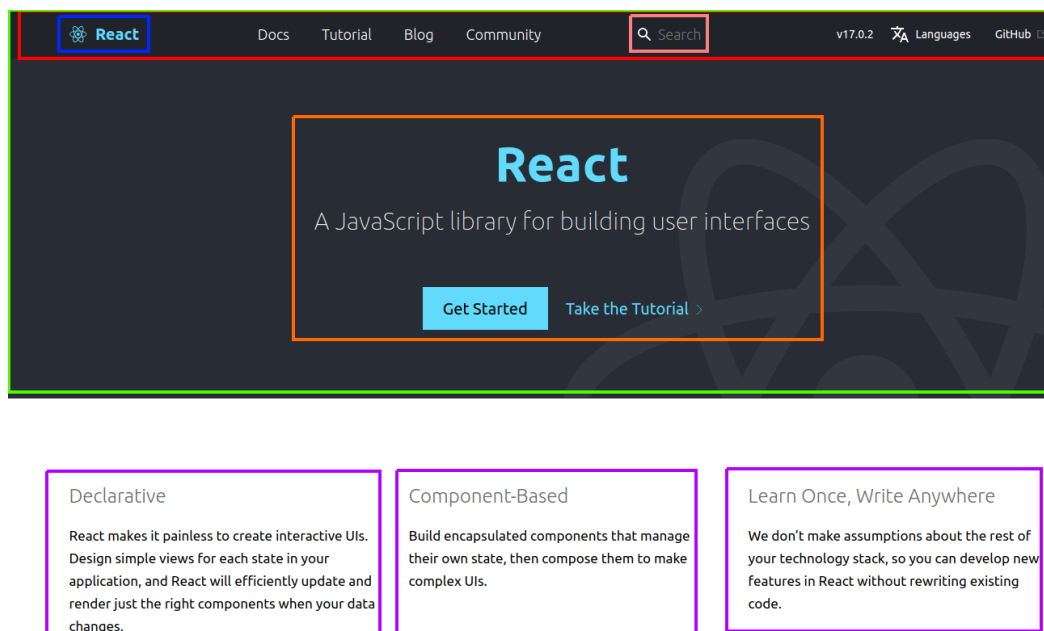 React Docs Tutorial Blog Community Search v17.0.2 Languages GitHub
React
A JavaScript library for building user interfaces
Get Started Take the Tutorial
Declarative
React makes it painless to create interactive UIs.
Design simple views for each state in your
application, and React will efficiently update and
render just the right components when your data
changes.
Component-Based
Build encapsulated components that manage
their own state, then compose them to make
complex UIs.
Learn Once, Write Anywhere
We don't make assumptions about the rest of
your technology stack, so you can develop new
features in React without rewriting existing
code.